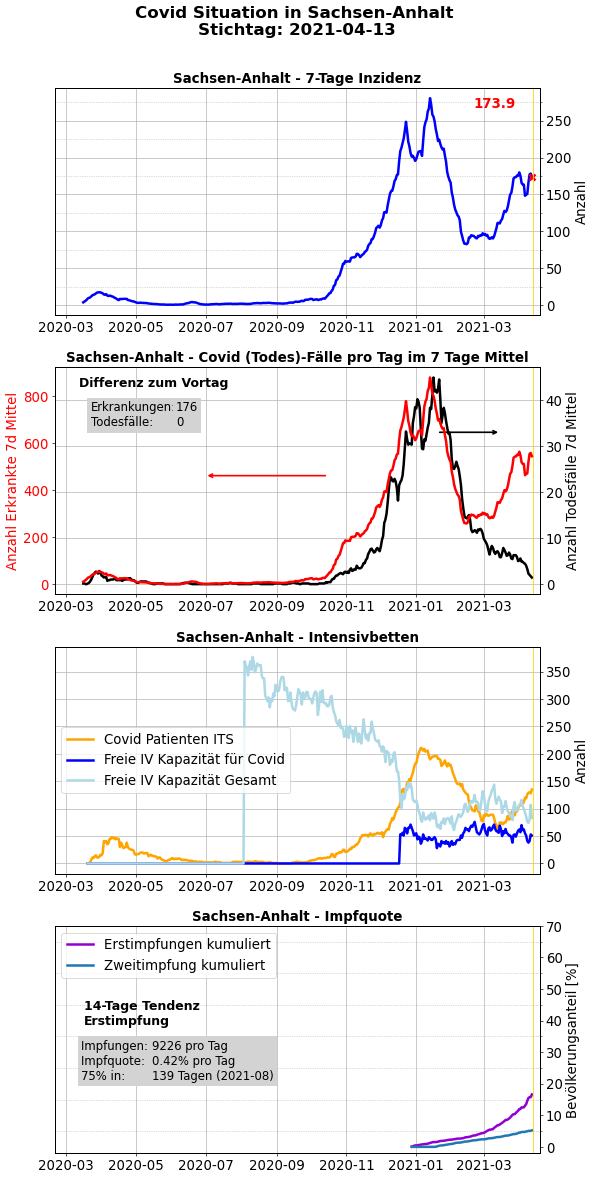 Covid Situation in Sachsen-Anhalt
Stichtag: 2021-04-13
Sachsen-Anhalt - 7-Tage Inzidenz
173.9
250
200
150
100
50
0
Anzahl
2020-03 2020-05 2020-07 2020-09 2020-11 2021-01 2021-03
Sachsen-Anhalt - Covid (Todes)-Fälle pro Tag im 7 Tage Mittel
Differenz zum Vortag
Erkrankungen: 176
Todesfälle: 0
Anzahl Erkrankte 7d Mittel
800
600
400
200
0
40
30
20
10
0
Anzahl Todesfälle 7d Mittel
2020-03 2020-05 2020-07 2020-09 2020-11 2021-01 2021-03
Sachsen-Anhalt - Intensivbetten
Covid Patienten ITS
Freie IV Kapazität für Covid
Freie IV Kapazität Gesamt
350
300
250
200
150
100
50
0
Anzahl
2020-03 2020-05 2020-07 2020-09 2020-11 2021-01 2021-03
Sachsen-Anhalt - Impfquote
Erstimpfungen kumuliert
Zweitimpfung kumuliert
14-Tage Tendenz
Erstimpfung
Impfungen: 9226 pro Tag
Impfquote: 0.42% pro Tag
75% in: 139 Tagen (2021-08)
70
60
50
40
30
20
10
0
Bevölkerungsanteil [%]
2020-03 2020-05 2020-07 2020-09 2020-11 2021-01 2021-03